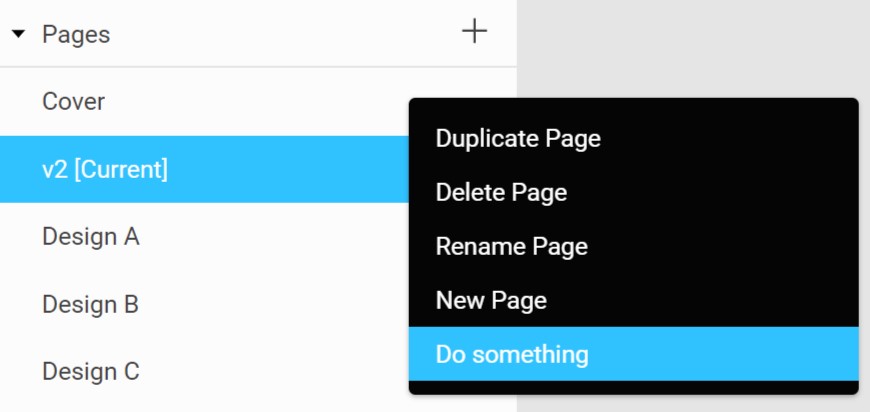 Pages
Cover
v2 [Current]
Design A
Design B
Design C
Duplicate Page
Delete Page
Rename Page
New Page
Do something